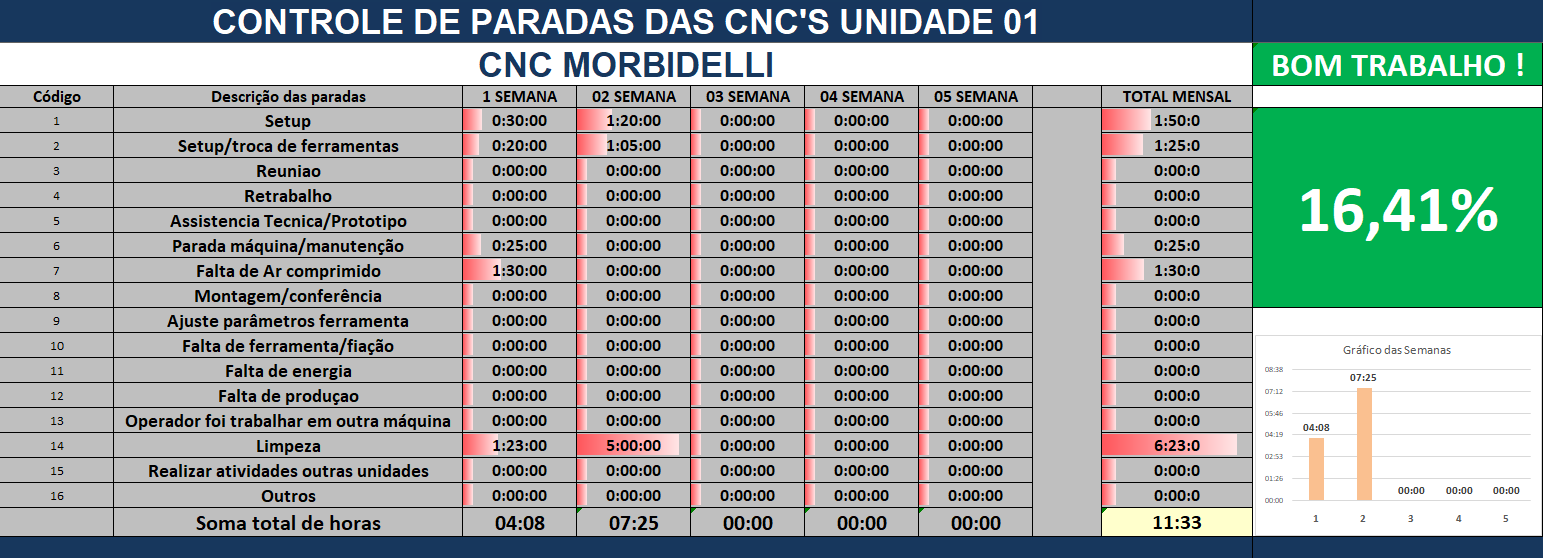 CONTROLE DE PARADAS DAS CNC'S UNIDADE 01
CNC MORBIDELLI BOM TRABALHO !
Código Descrição das paradas 1 SEMANA 02 SEMANA 03 SEMANA 04 SEMANA 05 SEMANA TOTAL MENSAL
1 Setup 0:30:00 1:20:00 0:00:00 0:00:00 0:00:00 1:50:0
2 Setup/troca de ferramentas 0:20:00 1:05:00 0:00:00 0:00:00 0:00:00 1:25:0
3 Reuniao 0:00:00 0:00:00 0:00:00 0:00:00 0:00:00 0:00:0
4 Retrabalho 0:00:00 0:00:00 0:00:00 0:00:00 0:00:00 0:00:0
5 Assistencia Tecnica/Prototipo 0:00:00 0:00:00 0:00:00 0:00:00 0:00:00 0:00:0
6 Parada máquina/manutenção 0:25:00 0:00:00 0:00:00 0:00:00 0:00:00 0:25:0
7 Falta de Ar comprimido 1:30:00 0:00:00 0:00:00 0:00:00 0:00:00 1:30:0
8 Montagem/conferência 0:00:00 0:00:00 0:00:00 0:00:00 0:00:00 0:00:0
9 Ajuste parâmetros ferramenta 0:00:00 0:00:00 0:00:00 0:00:00 0:00:00 0:00:0
10 Falta de ferramenta/fiação 0:00:00 0:00:00 0:00:00 0:00:00 0:00:00 0:00:0
11 Falta de energia 0:00:00 0:00:00 0:00:00 0:00:00 0:00:00 0:00:0
12 Falta de produçao 0:00:00 0:00:00 0:00:00 0:00:00 0:00:00 0:00:0
13 Operador foi trabalhar em outra máquina 0:00:00 0:00:00 0:00:00 0:00:00 0:00:00 0:00:0
14 Limpeza 1:23:00 5:00:00 0:00:00 0:00:00 0:00:00 6:23:0
15 Realizar atividades outras unidades 0:00:00 0:00:00 0:00:00 0:00:00 0:00:00 0:00:0
16 Outros 0:00:00 0:00:00 0:00:00 0:00:00 0:00:00 0:00:0
Soma total de horas 04:08 07:25 00:00 00:00 00:00 11:33
16,41%
Gráfico das Semanas
08:38
07:12
05:46
04:19
02:53
01:26
00:00
04:08 07:25 00:00 00:00 00:00
1 2 3 4 5